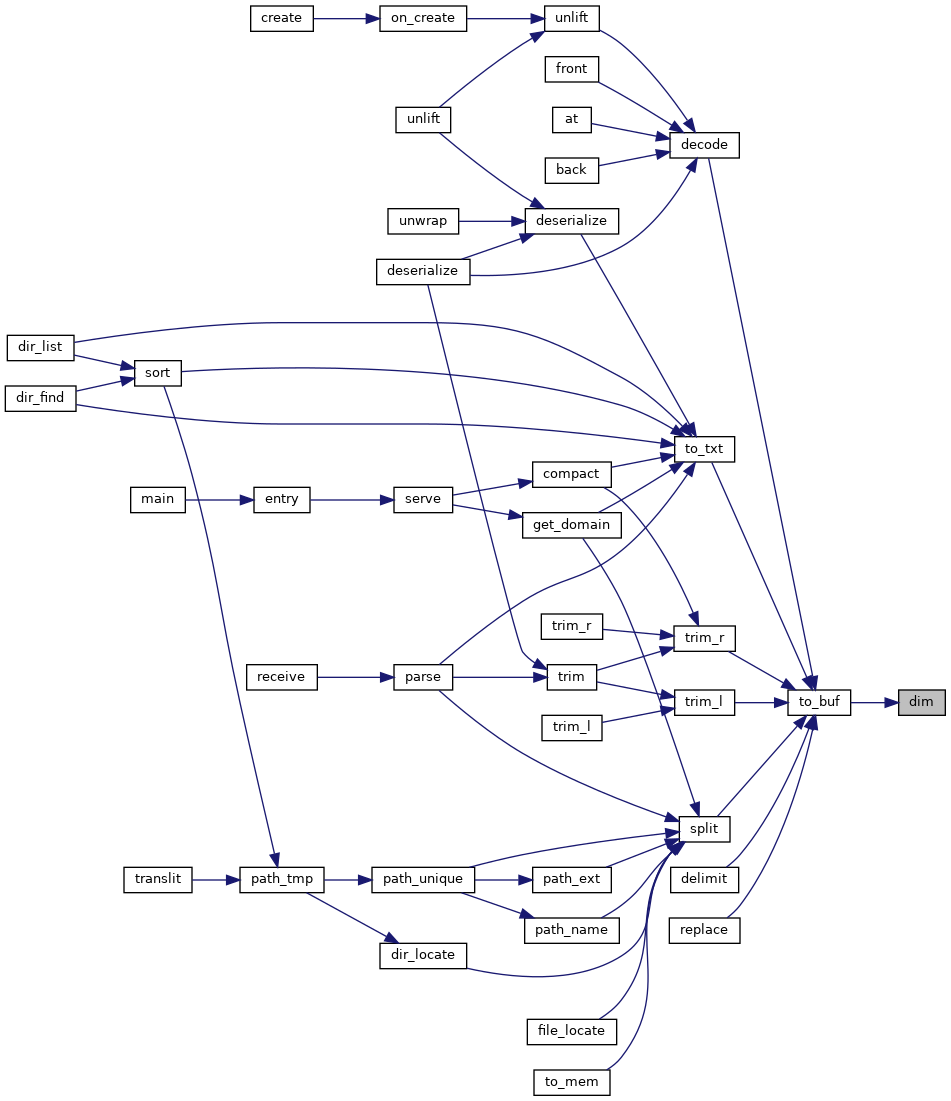 create
on_create
unlift
front
unlift
at
decode
back
unwrap
deserialize
deserialize
dir_list
sort
dir_find
to_txt
compact
main
entry
serve
get_domain
trim_r
trim_r
receive
parse
trim
trim_l
to_buf
dim
trim_l
split
translit
path_tmp
path_unique
path_ext
delimit
path_name
replace
dir_locate
file_locate
to_mem